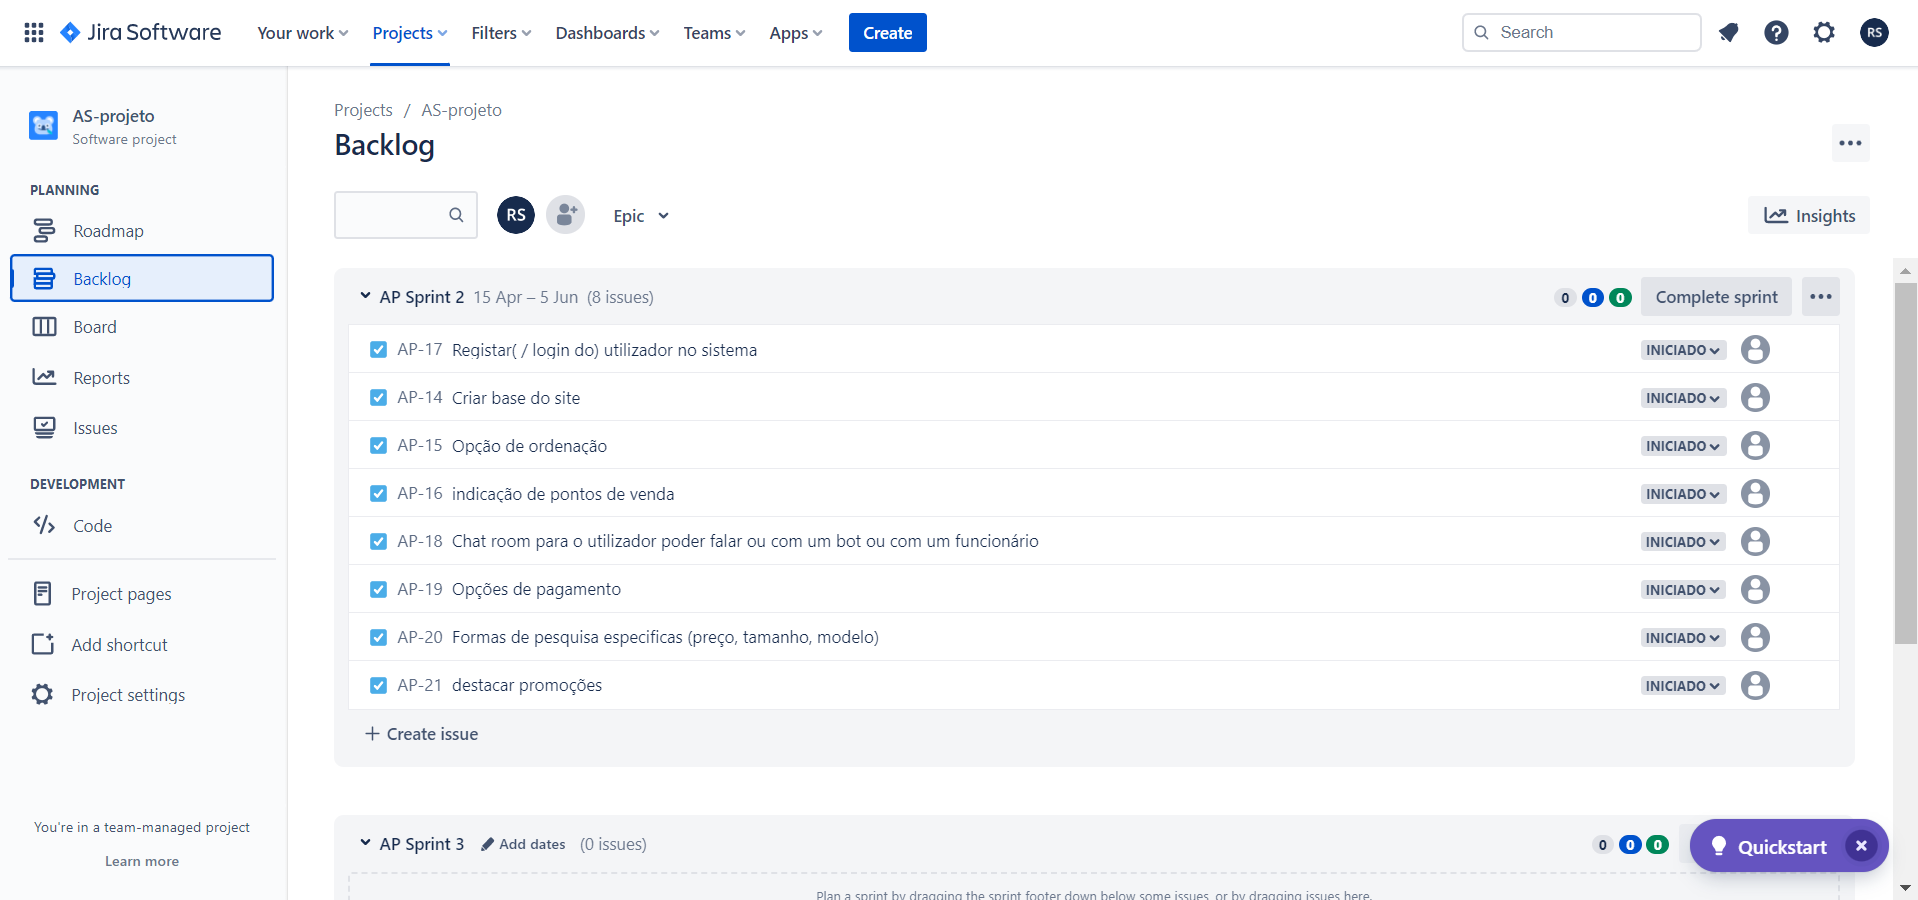 Jira Software
Your work
Projects
Filters
Dashboards
Teams
Apps
Create
Search
RS
AS-projeto
Software project
PLANNING
Roadmap
Backlog
Board
Reports
Issues
DEVELOPMENT
Code
Project pages
Add shortcut
Project settings
You're in a team-managed project
Learn more
Projects / AS-projeto
Backlog
RS
Epic
Insights
AP Sprint 2 15 Apr – 5 Jun (8 issues)
0 0 0 Complete sprint
AP-17 Registar( / login do) utilizador no sistema INICIADO
AP-14 Criar base do site INICIADO
AP-15 Opção de ordenação INICIADO
AP-16 indicação de pontos de venda INICIADO
AP-18 Chat room para o utilizador poder falar ou com um bot ou com um funcionário INICIADO
AP-19 Opções de pagamento INICIADO
AP-20 Formas de pesquisa especificas (preço, tamanho, modelo) INICIADO
AP-21 destacar promoções INICIADO
+ Create issue
AP Sprint 3 Add dates (0 issues)
0 0 0
Quickstart
Plan a sprint by dragging the sprint footer down below some issues, or by dragging issues here.